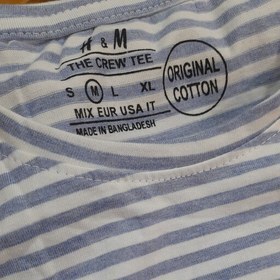 H & M
THE CREW TEE
S M L XL
MIX EUR USA IT
MADE IN BANGLADESH
ORIGINAL
COTTON